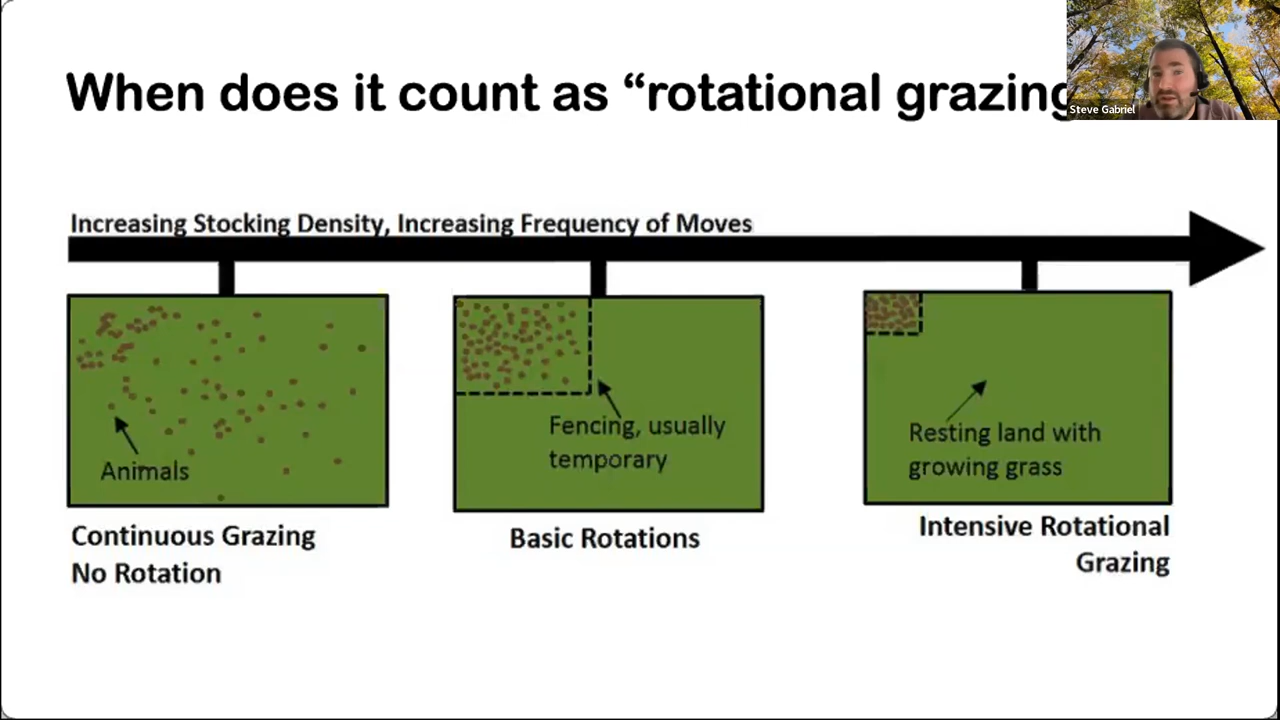 When does it count as “rotational grazing
Steve Gabriel
Increasing Stocking Density, Increasing Frequency of Moves
Animals
Fencing, usually
temporary
Resting land with
growing grass
Continuous Grazing
No Rotation
Basic Rotations
Intensive Rotational
Grazing